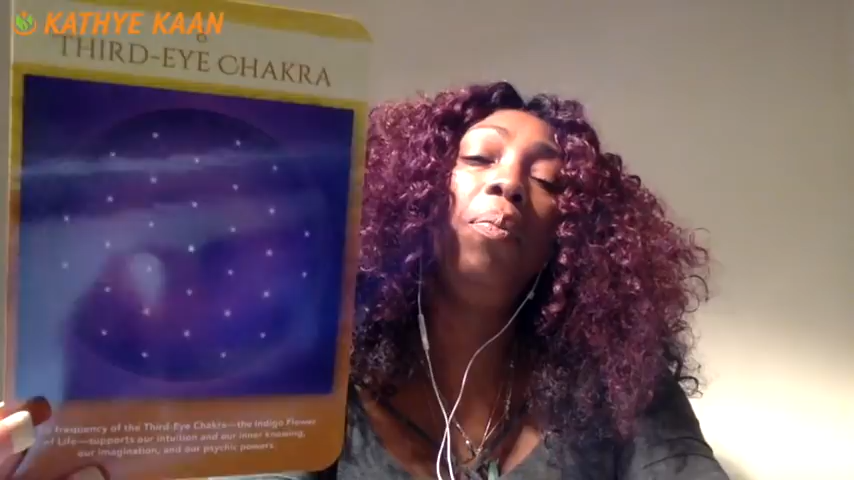 KATHYE KAAN
THIRD-EYE CHAKRA
frequency of the Third-Eye Chakra—the Indigo Flower
of Life—supports our intuition and our inner knowing,
our imagination, and our psychic powers.